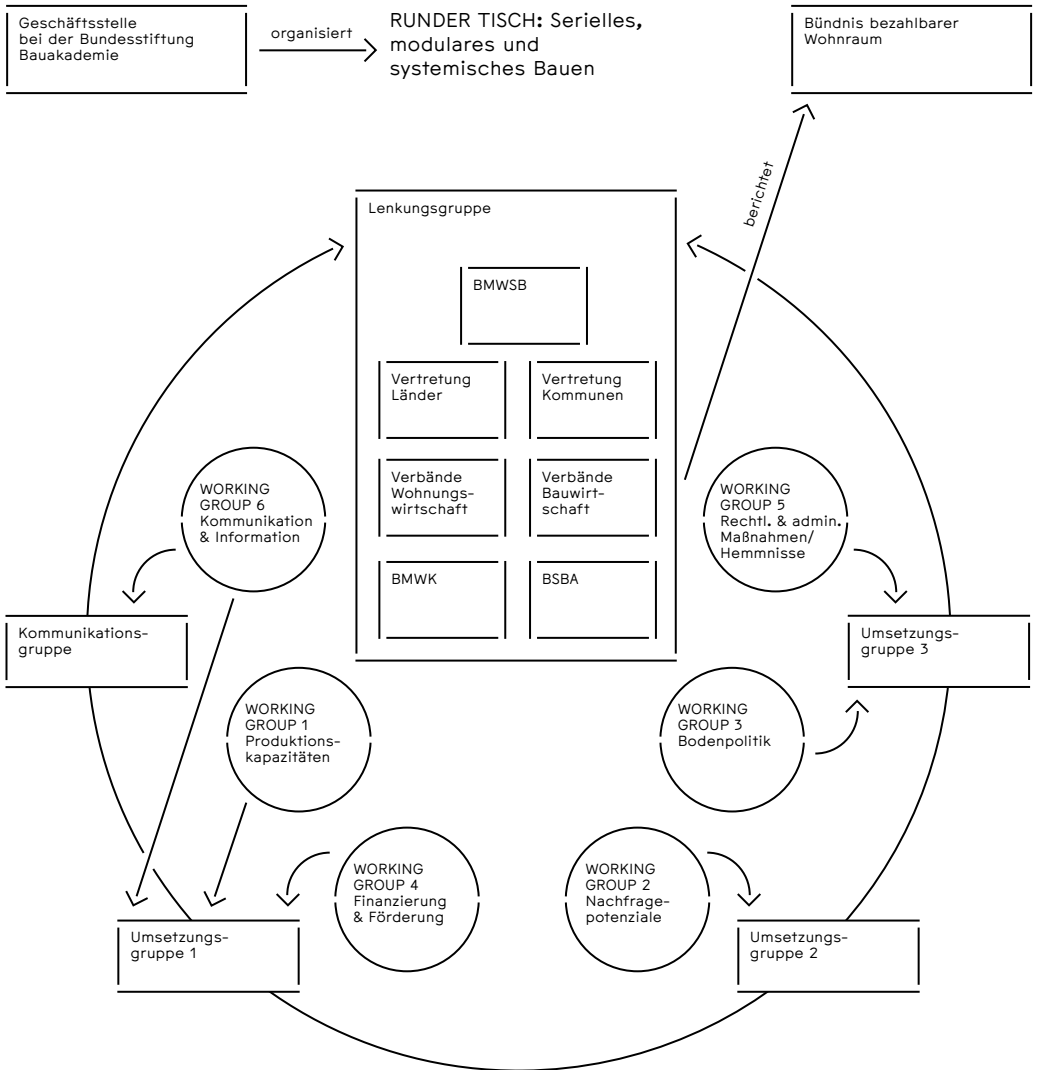 Geschäftsstelle
bei der Bundesstiftung
Bauakademie
organisiert
RUNDER TISCH: Serielles,
modulares und
systemisches Bauen
Bündnis bezahlbarer
Wohnraum
berichtet
Lenkungsgruppe
BMWSB
Vertretung
Länder
Vertretung
Kommunen
Verbände
Wohnungs-
wirtschaft
Verbände
Bauwirt-
schaft
BMWK
BSBA
WORKING
GROUP 6
Kommunikation
& Information
WORKING
GROUP 5
Rechtl. & admin.
Maßnahmen/
Hemmnisse
Kommunikations-
gruppe
Umsetzungs-
gruppe 3
WORKING
GROUP 1
Produktions-
kapazitäten
WORKING
GROUP 3
Bodenpolitik
WORKING
GROUP 4
Finanzierung
& Förderung
WORKING
GROUP 2
Nachfrage-
potenziale
Umsetzungs-
gruppe 1
Umsetzungs-
gruppe 2